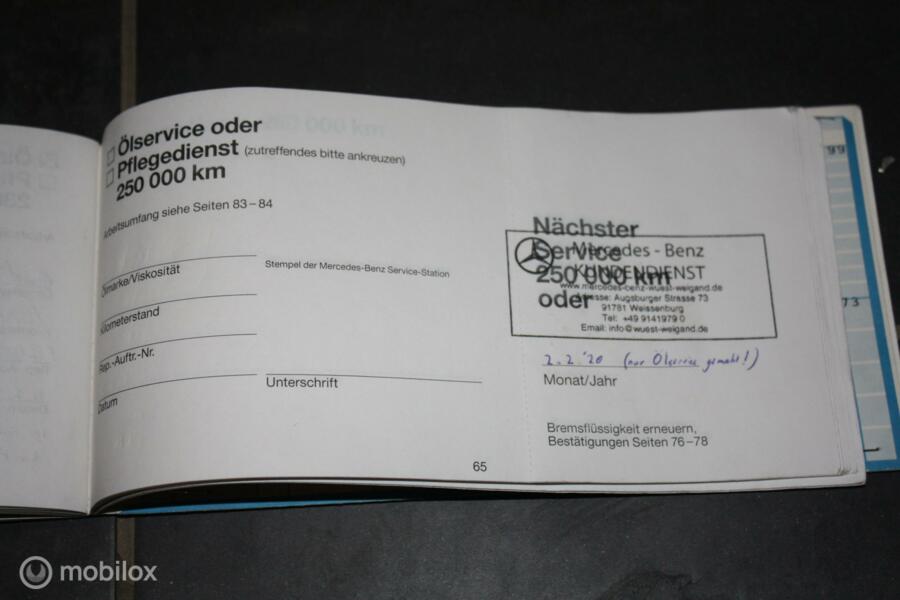 Ölservice oder
Pflegedienst (zutreffendes bitte ankreuzen)
250 000 km
Arbeitsumfang siehe Seiten 83–84
Ölmarke/Viskosität
Stempel der Mercedes-Benz Service-Station
Kilometerstand
Rep.-Auftr.-Nr.
Datum
Unterschrift
65
Nächster
Service
250 000 km
oder
Mercedes - Benz
KUNDENDIENST
www.mercedes-benz-wuest-weigand.de
Adresse: Augsburger Strasse 73
91781 Weissenburg
Tel: +49 9141979 0
Email: info@wuest-weigand.de
2.2.'20 (nur Ölservice gemacht!)
Monat/Jahr
Bremsflüssigkeit erneuern,
Bestätigungen Seiten 76–78
99
73
mobilox